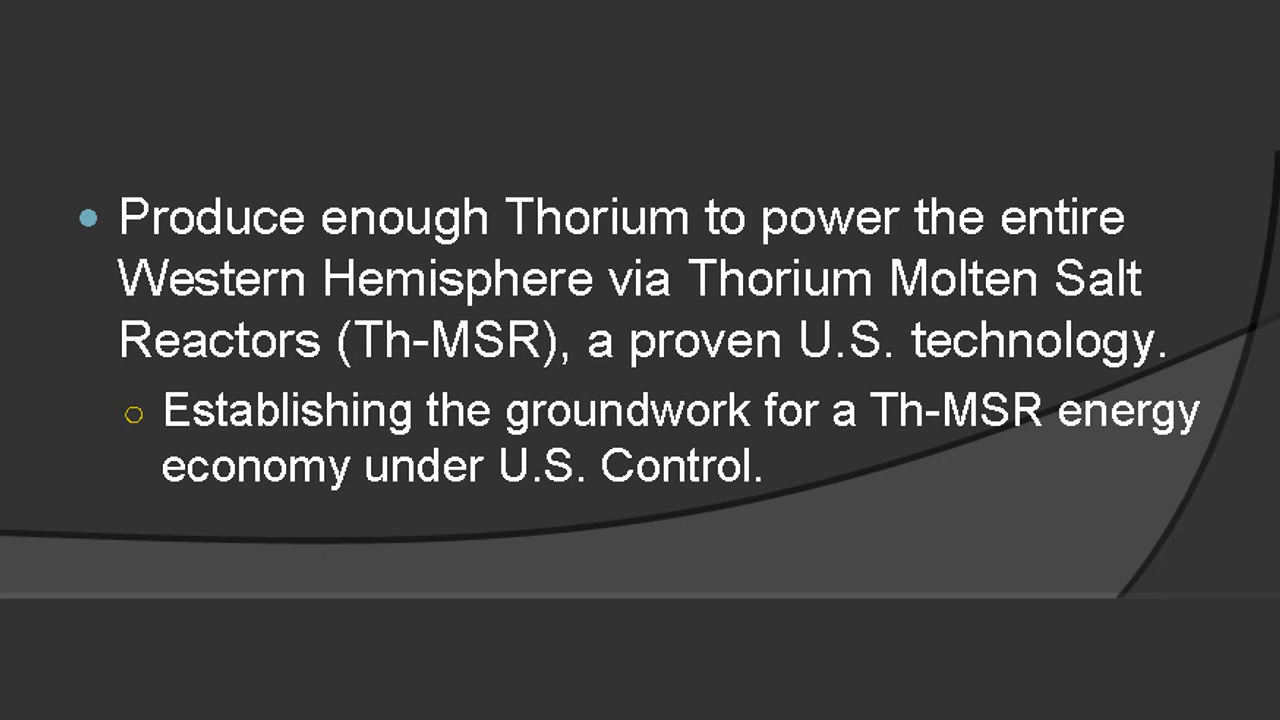 Produce enough Thorium to power the entire
Western Hemisphere via Thorium Molten Salt
Reactors (Th-MSR), a proven U.S. technology.
Establishing the groundwork for a Th-MSR energy
economy under U.S. Control.